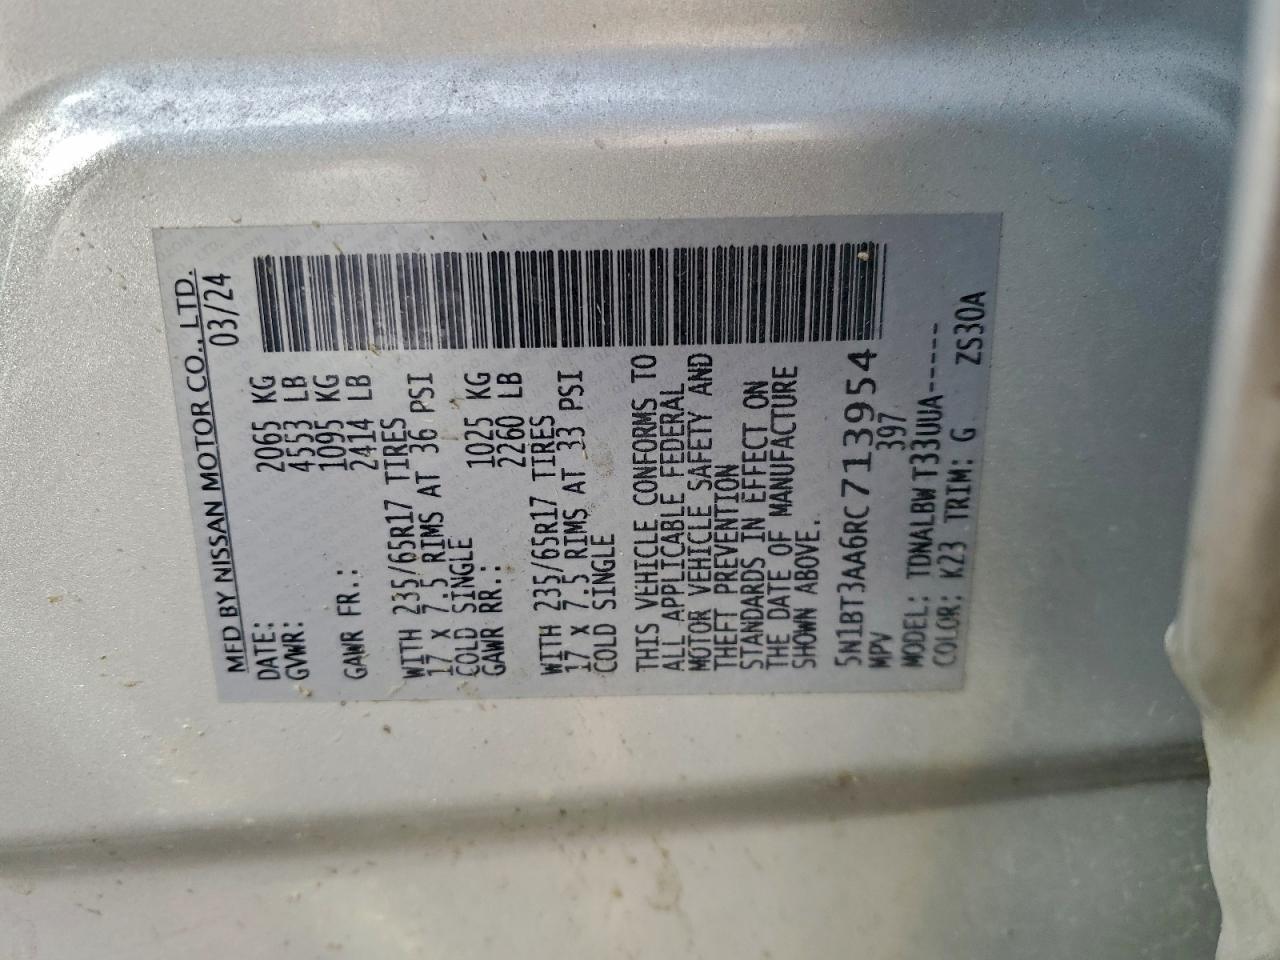 MFD BY NISSAN MOTOR CO., LTD.
DATE: 03/24
GVWR: 2065 KG
4553 LB
GAWR FR.: 1095 KG
2414 LB
WITH 235/65R17 TIRES
17 X 7.5 RIMS AT 36 PSI
COLD SINGLE
GAWR RR.: 1025 KG
2260 LB
WITH 235/65R17 TIRES
17 X 7.5 RIMS AT 33 PSI
COLD SINGLE
THIS VEHICLE CONFORMS TO
ALL APPLICABLE FEDERAL
MOTOR VEHICLE SAFETY AND
THEFT PREVENTION
STANDARDS IN EFFECT ON
THE DATE OF MANUFACTURE
SHOWN ABOVE.
5N1BT3AA6RC713954
MPV 397
MODEL: TDNALBW T33UUA-----
COLOR: K23 TRIM: G ZS30A